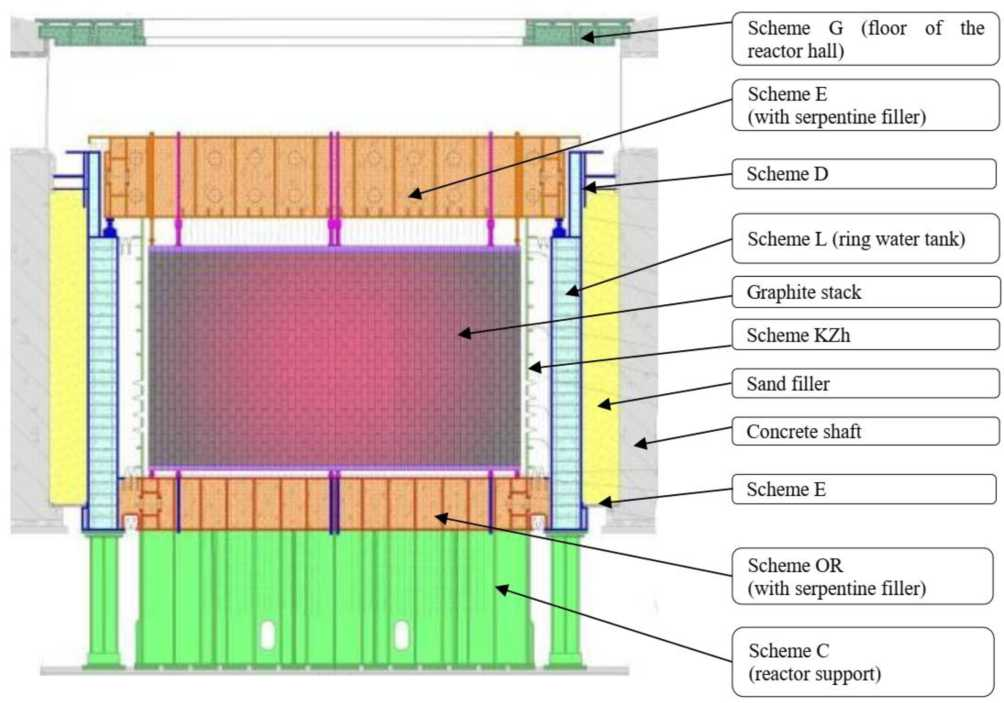 Scheme G (floor of the
reactor hall)
Scheme E
(with serpentine filler)
Scheme D
Scheme L (ring water tank)
Graphite stack
Scheme KZh
Sand filler
Concrete shaft
Scheme E
Scheme OR
(with serpentine filler)
Scheme C
(reactor support)